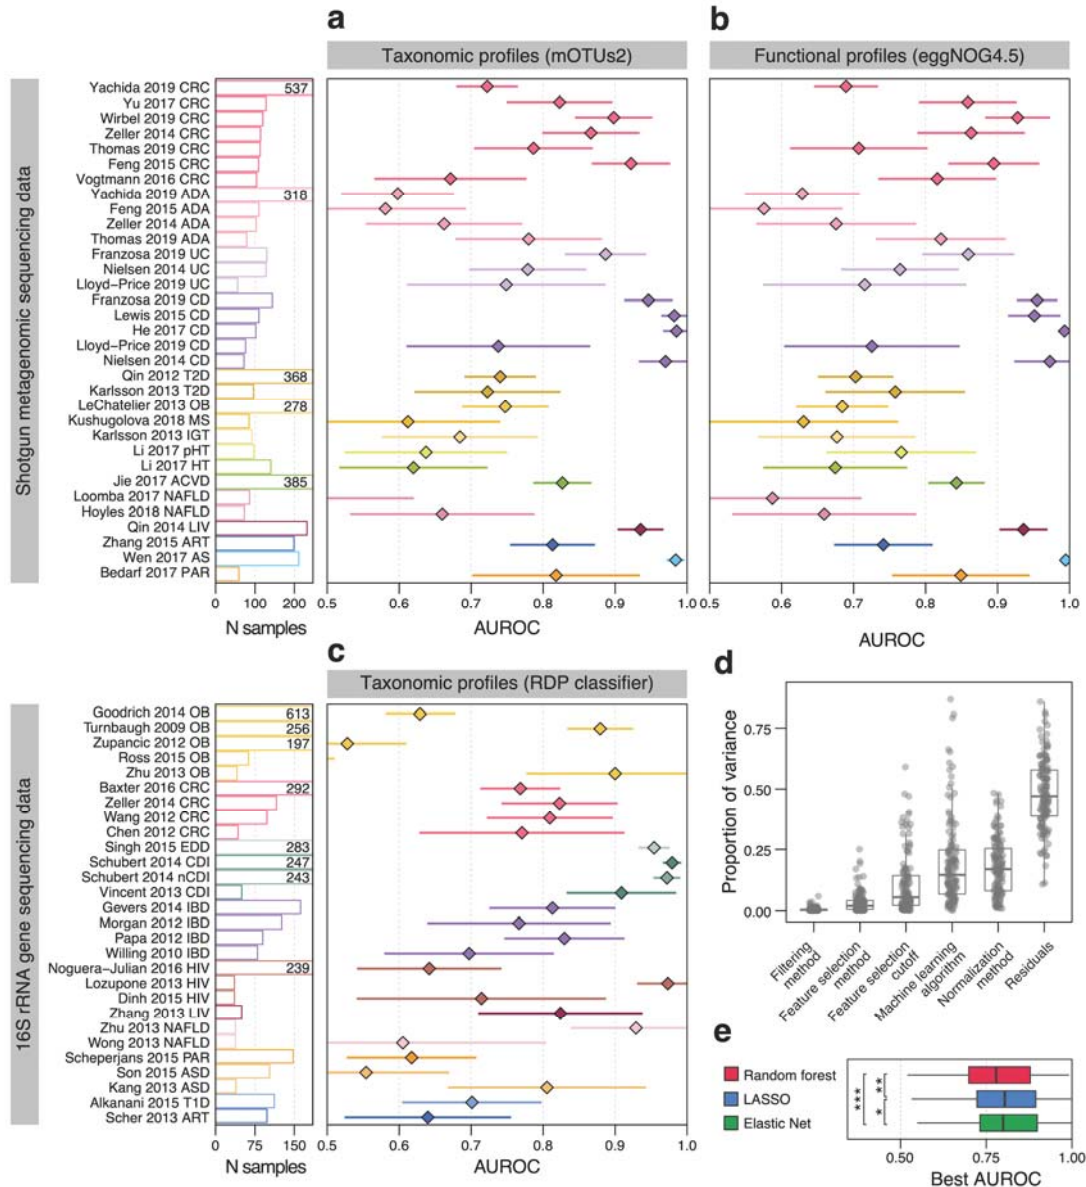 a
b
Taxonomic profiles (mOTUs2)
Functional profiles (eggNOG4.5)
Shotgun metagenomic sequencing data
Yachida 2019 CRC 537
Yu 2017 CRC
Wirbel 2019 CRC
Zeller 2014 CRC
Thomas 2019 CRC
Feng 2015 CRC
Vogtmann 2016 CRC
Yachida 2019 ADA 318
Feng 2015 ADA
Zeller 2014 ADA
Thomas 2019 ADA
Franzosa 2019 UC
Nielsen 2014 UC
Lloyd-Price 2019 UC
Franzosa 2019 CD
Lewis 2015 CD
He 2017 CD
Lloyd-Price 2019 CD
Nielsen 2014 CD
Qin 2012 T2D 368
Karlsson 2013 T2D
LeChatelier 2013 OB 278
Kushugolova 2018 MS
Karlsson 2013 IGT
Li 2017 pHT
Li 2017 HT
Jie 2017 ACVD 385
Loomba 2017 NAFLD
Hoyles 2018 NAFLD
Qin 2014 LIV
Zhang 2015 ART
Wen 2017 AS
Bedarf 2017 PAR
0 100 200 0.5 0.6 0.7 0.8 0.9 1.0 0.5 0.6 0.7 0.8 0.9 1.0
N samples AUROC AUROC
c
Taxonomic profiles (RDP classifier)
16S rRNA gene sequencing data
Goodrich 2014 OB 613
Turnbaugh 2009 OB 256
Zupancic 2012 OB 197
Ross 2015 OB
Zhu 2013 OB
Baxter 2016 CRC 292
Zeller 2014 CRC
Wang 2012 CRC
Chen 2012 CRC
Singh 2015 EDD 283
Schubert 2014 CDI 247
Schubert 2014 nCDI 243
Vincent 2013 CDI
Gevers 2014 IBD
Morgan 2012 IBD
Papa 2012 IBD
Willing 2010 IBD
Noguera-Julian 2016 HIV 239
Lozupone 2013 HIV
Dinh 2015 HIV
Zhang 2013 LIV
Zhu 2013 NAFLD
Wong 2013 NAFLD
Scheperjans 2015 PAR
Son 2015 ASD
Kang 2013 ASD
Alkanani 2015 T1D
Scher 2013 ART
0 75 150 0.5 0.6 0.7 0.8 0.9 1.0
N samples AUROC
d
Proportion of variance
0.75
0.50
0.25
0.00
Filtering
method
Feature selection
method
Feature selection
cutoff
Machine learning
algorithm
Normalization
method
Residuals
e
Random forest
LASSO
Elastic Net
***
**
*
0.50 0.75 1.00
Best AUROC